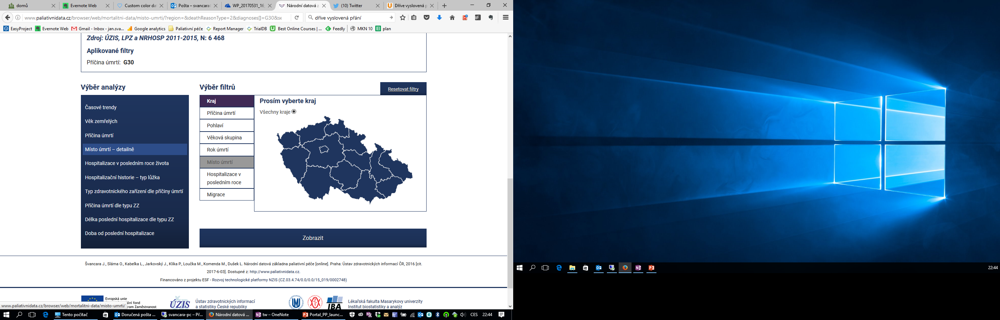 domů
Evernote Web
Custom color da
Pošta – svancara
WP_20170531_16_
Národní datová z
(10) Twitter
Dříve vyslovená p
www.paliativnidata.cz/browser/web/mortalitni-data/misto-umrti/?region=&deathReasonType=2&diagnoses[]=G30&se
dříve vyslovená přání
EasyProject
Evernote Web
Gmail - Inbox - jan.sva...
Google analytics
Paliativní péče
Report Manager
TrialDB
Best Online Courses | ...
Feedly
MKN 10
plan
Zdroj: ÚZIS, LPZ a NRHOSP 2011-2015, N: 6 468
Aplikované filtry
Příčina úmrtí: G30
Výběr analýzy
Časové trendy
Věk zemřelých
Příčina úmrtí
Místo úmrtí – detailně
Hospitalizace v posledním roce života
Hospitalizační historie – typ lůžka
Typ zdravotnického zařízení dle příčiny úmrtí
Příčina úmrtí dle typu ZZ
Délka poslední hospitalizace dle typu ZZ
Doba od poslední hospitalizace
Výběr filtrů
Resetovat filtry
Kraj
Příčina úmrtí
Pohlaví
Věková skupina
Rok úmrtí
Místo úmrtí
Hospitalizace v
posledním roce
Migrace
Prosím vyberte kraj
Všechny kraje
Zobrazit
Švancara J., Sláma O., Kabelka L., Jarkovský J., Klika P., Loučka M., Komenda M., Dušek L. Národní datová základna paliativní péče [online]. Praha: Ústav zdravotnických informací ČR, 2016 [cit.
2017-6-03]. Dostupné z: http://www.paliativnidata.cz.
Financováno z projektu ESF - Rozvoj technologické platformy NZIS (CZ.03.4.74/0.0/0.0/15_019/0002748)
Evropská unie
ální fond
ram Zaměstnanost
ÚZIS
Ústav zdravotnických informací
a statistiky České republiky
IBA
Lékařská fakulta Masarykovy univerzity
Institut biostatistiky a analýz
www.paliativnidata.cz/browser/web/mortalitni-data/misto-umrti/
Tento počítač
Doručená pošta ...
svancara-pc – Př...
Národní datová ...
tw – OneNote
Portal_PP_launc...
CES
22:44
22:44